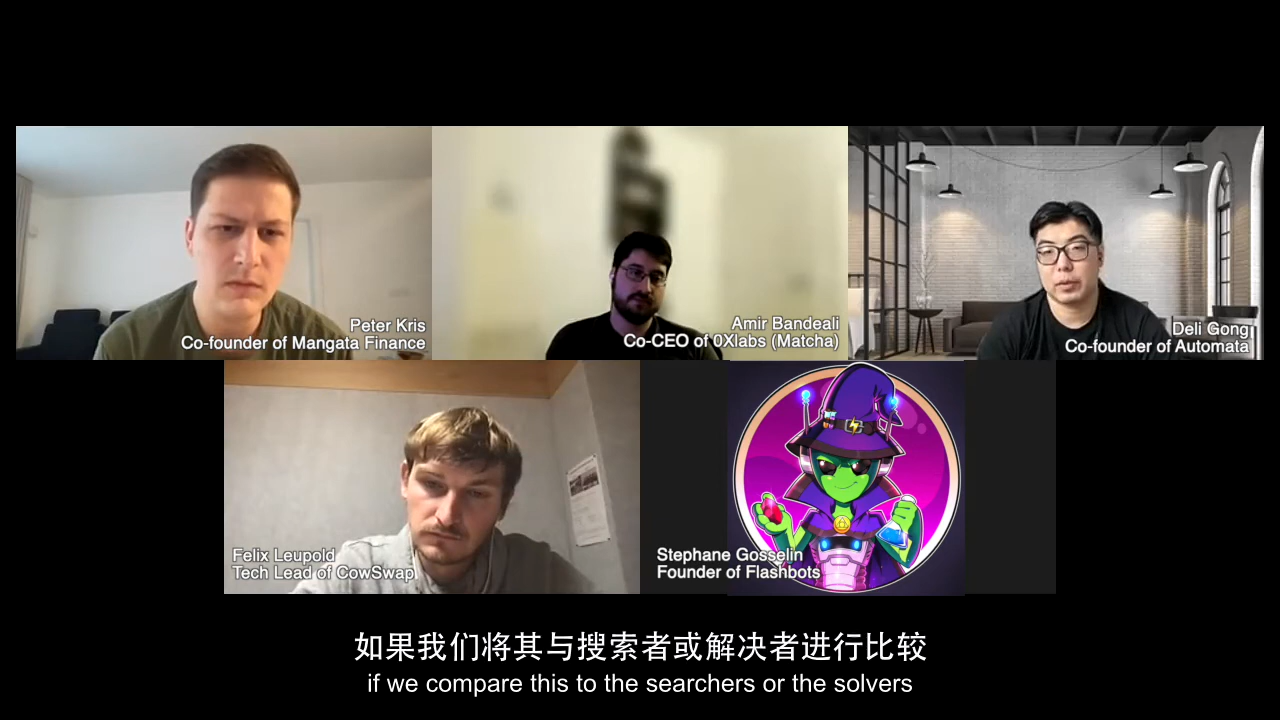 Peter Kris
Co-founder of Mangata Finance
Amir Bandeali
Co-CEO of 0Xlabs (Matcha)
Deli Gong
Co-founder of Automata
Felix Leupold
Tech Lead of CowSwap
Stephane Gosselin
Founder of Flashbots
如果我们将其与搜索者或解决者进行比较
if we compare this to the searchers or the solvers